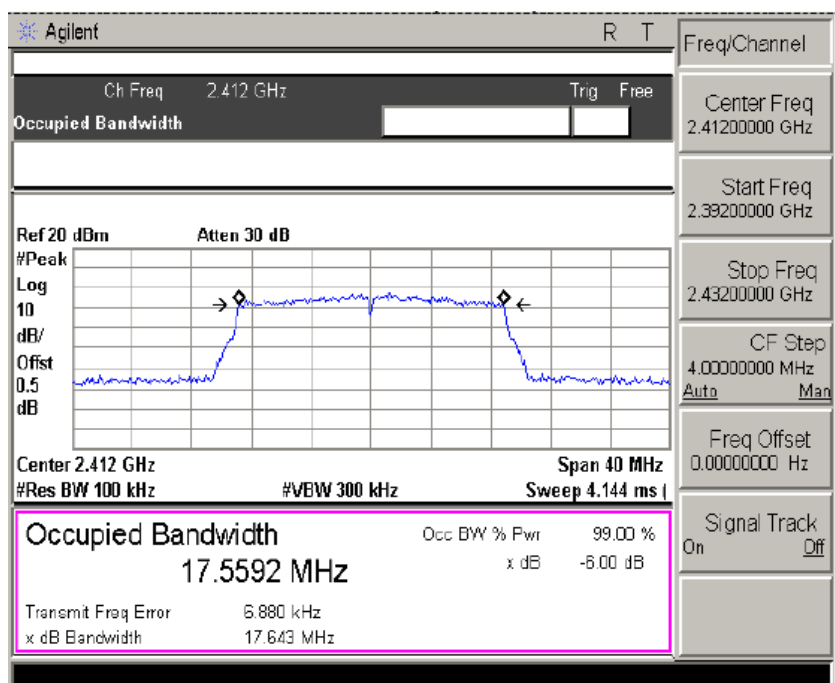 Agilent R T
Freq/Channel
Ch Freq 2.412 GHz Trig Free
Occupied Bandwidth
Center Freq
2.41200000 GHz
Start Freq
2.39200000 GHz
Stop Freq
2.43200000 GHz
CF Step
4.00000000 MHz
Auto Man
Freq Offset
0.00000000 Hz
Signal Track
On Off
Ref 20 dBm Atten 30 dB
#Peak
Log
10
dB/
Offst
0.5
dB
Center 2.412 GHz Span 40 MHz
#Res BW 100 kHz #VBW 300 kHz Sweep 4.144 ms (
Occupied Bandwidth
17.5592 MHz
Occ BW % Pwr 99.00 %
x dB -6.00 dB
Transmit Freq Error 6.880 kHz
x dB Bandwidth 17.643 MHz